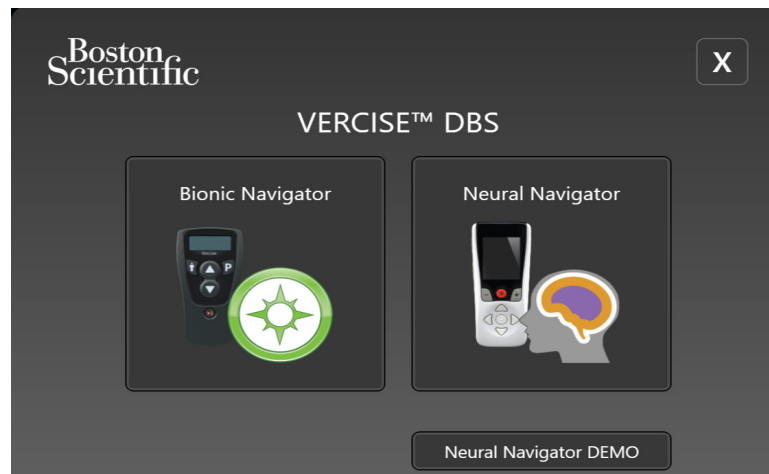 Boston
Scientific
X
VERCISE™ DBS
Bionic Navigator
Neural Navigator
P
Neural Navigator DEMO